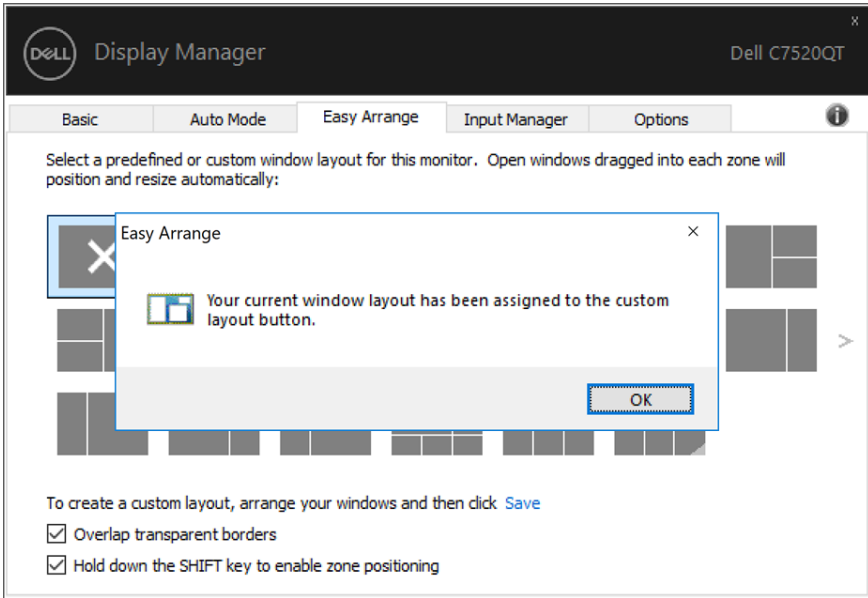 x
DELL
Display Manager
Dell C7520QT
Basic
Auto Mode
Easy Arrange
Input Manager
Options
i
Select a predefined or custom window layout for this monitor. Open windows dragged into each zone will
position and resize automatically:
Easy Arrange
Your current window layout has been assigned to the custom
layout button.
OK
To create a custom layout, arrange your windows and then click Save
Overlap transparent borders
Hold down the SHIFT key to enable zone positioning